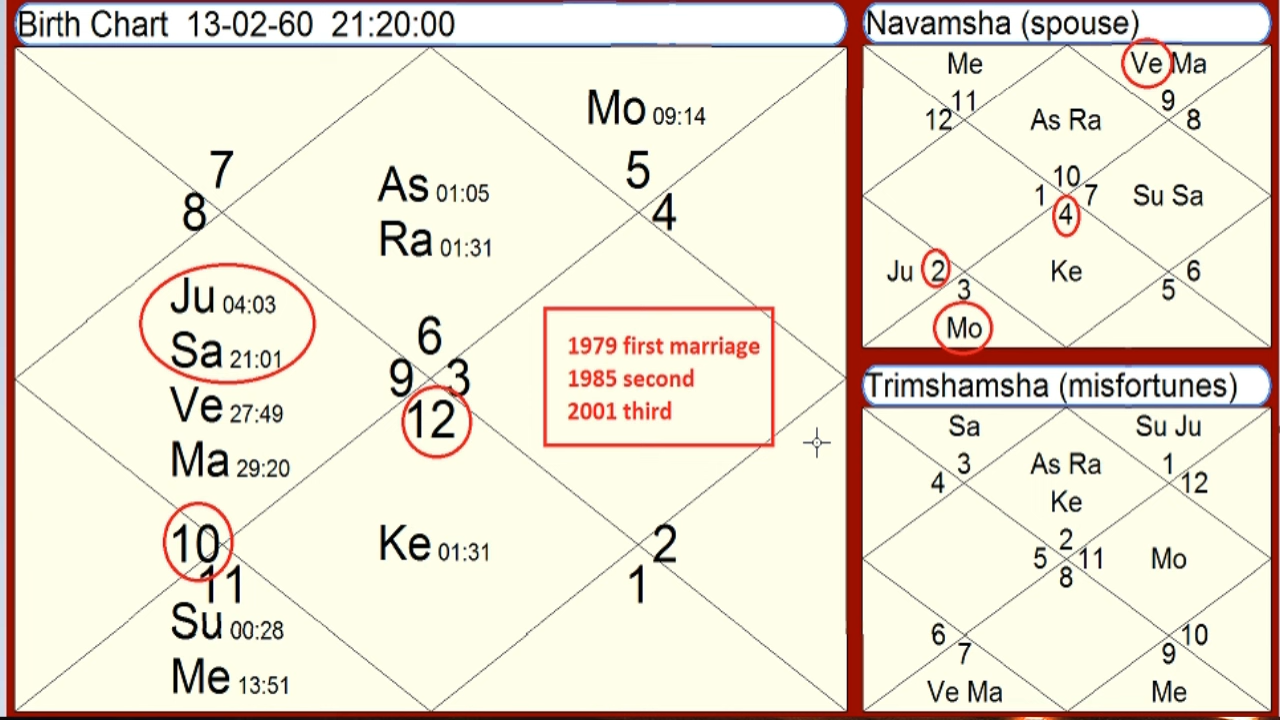 Birth Chart 13-02-60 21:20:00
Mo 09:14
7
5
As 01:05
8
4
Ra 01:31
Ju 04:03
Sa 21:01
6
1979 first marriage
9
3
1985 second
Ve 27:49
12
2001 third
Ma 29:20
10
Ke 01:31
2
11
1
Su 00:28
Me 13:51
Navamsha (spouse)
Me
Ve Ma
11
9
12
As Ra
8
10
1
7
Su Sa
4
Ju 2
Ke
6
3
5
Mo
Trimshamsha (misfortunes)
Sa
Su Ju
3
As Ra
1
4
Ke
12
2
5
11
Mo
8
6
10
7
9
Ve Ma
Me